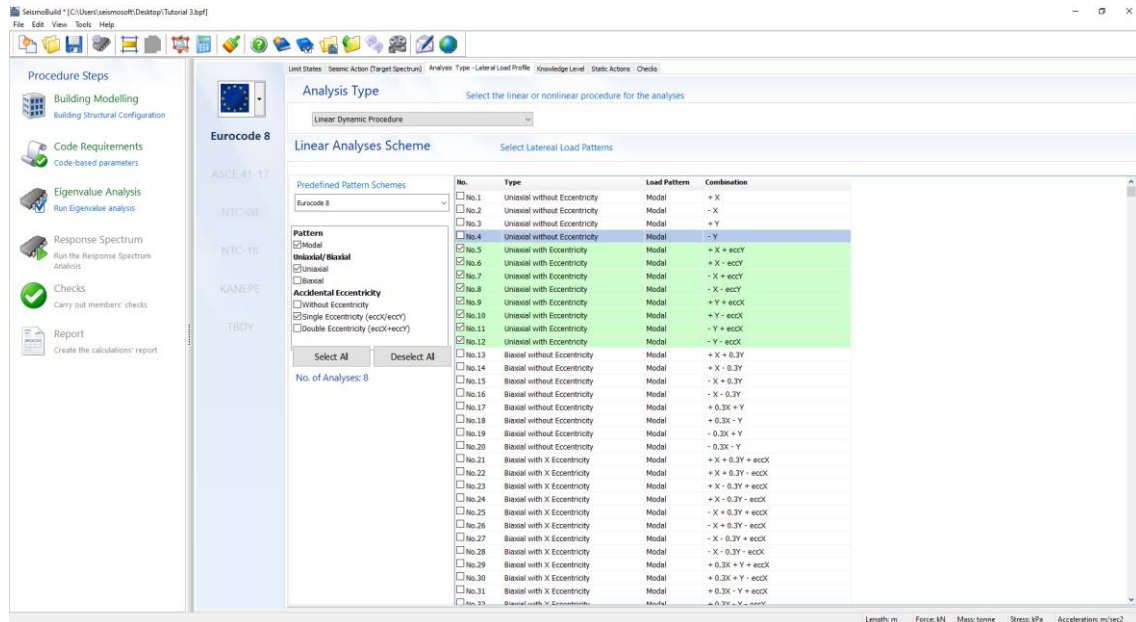 SeismoBuild * [C:\Users\seismosoft\Desktop\Tutorial 3.bpf]
File Edit View Tools Help
Procedure Steps
Building Modelling
Building Structural Configuration
Code Requirements
Code-based parameters
Eigenvalue Analysis
Run Eigenvalue analysis
Response Spectrum
Run the Response Spectrum
Analysis
Checks
Carry out members' checks
Report
Create the calculations' report
Eurocode 8
ASCE 41-17
NTC-08
NTC-18
KANEPE
TBDY
Limit States Seismic Action (Target Spectrum) Analysis Type - Lateral Load Profile Knowledge Level Static Actions Checks
Analysis Type Select the linear or nonlinear procedure for the analyses
Linear Dynamic Procedure
Linear Analyses Scheme Select Latereal Load Patterns
Predefined Pattern Schemes
Eurocode 8
Pattern
Modal
Uniaxial/Biaxial
Uniaxial
Biaxial
Accidental Eccentricity
Without Eccentricity
Single Eccentricity (eccX/eccY)
Double Eccentricity (eccX+eccY)
Select All Deselect All
No. of Analyses: 8
No. Type Load Pattern Combination
No.1 Uniaxial without Eccentricity Modal + X
No.2 Uniaxial without Eccentricity Modal - X
No.3 Uniaxial without Eccentricity Modal + Y
No.4 Uniaxial without Eccentricity Modal - Y
No.5 Uniaxial with Eccentricity Modal + X + eccY
No.6 Uniaxial with Eccentricity Modal + X - eccY
No.7 Uniaxial with Eccentricity Modal - X + eccY
No.8 Uniaxial with Eccentricity Modal - X - eccY
No.9 Uniaxial with Eccentricity Modal + Y + eccX
No.10 Uniaxial with Eccentricity Modal + Y - eccX
No.11 Uniaxial with Eccentricity Modal - Y + eccX
No.12 Uniaxial with Eccentricity Modal - Y - eccX
No.13 Biaxial without Eccentricity Modal + X + 0.3Y
No.14 Biaxial without Eccentricity Modal + X - 0.3Y
No.15 Biaxial without Eccentricity Modal - X + 0.3Y
No.16 Biaxial without Eccentricity Modal - X - 0.3Y
No.17 Biaxial without Eccentricity Modal + 0.3X + Y
No.18 Biaxial without Eccentricity Modal + 0.3X - Y
No.19 Biaxial without Eccentricity Modal - 0.3X + Y
No.20 Biaxial without Eccentricity Modal - 0.3X - Y
No.21 Biaxial with X Eccentricity Modal + X + 0.3Y + eccX
No.22 Biaxial with X Eccentricity Modal + X + 0.3Y - eccX
No.23 Biaxial with X Eccentricity Modal + X - 0.3Y + eccX
No.24 Biaxial with X Eccentricity Modal + X - 0.3Y - eccX
No.25 Biaxial with X Eccentricity Modal - X + 0.3Y + eccX
No.26 Biaxial with X Eccentricity Modal - X + 0.3Y - eccX
No.27 Biaxial with X Eccentricity Modal - X - 0.3Y + eccX
No.28 Biaxial with X Eccentricity Modal - X - 0.3Y - eccX
No.29 Biaxial with X Eccentricity Modal + 0.3X + Y + eccX
No.30 Biaxial with X Eccentricity Modal + 0.3X + Y - eccX
No.31 Biaxial with X Eccentricity Modal + 0.3X - Y + eccX
No.32 Biaxial with X Eccentricity Modal + 0.3X - Y - eccX
Length: m Force: kN Mass: tonne Stress: kPa Acceleration: m/sec2